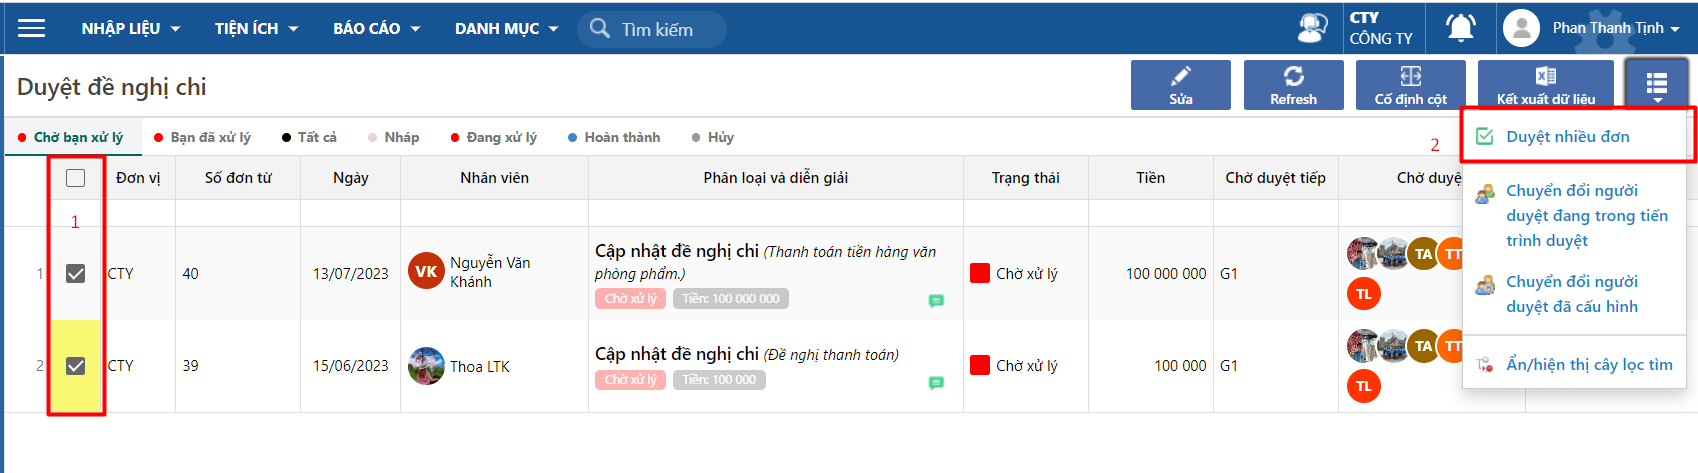 NHẬP LIỆU TIỆN ÍCH BÁO CÁO DANH MỤC Tìm kiếm CTY CÔNG TY Phan Thanh Tịnh
Duyệt đề nghị chi Sửa Refresh Cố định cột Kết xuất dữ liệu
Chờ bạn xử lý Bạn đã xử lý Tất cả Nháp Đang xử lý Hoàn thành Hủy
2
Duyệt nhiều đơn
Chuyển đổi người
duyệt đang trong tiến
trình duyệt
Chuyển đổi người
duyệt đã cấu hình
Ẩn/hiện thị cây lọc tìm
Đơn vị Số đơn từ Ngày Nhân viên Phân loại và diễn giải Trạng thái Tiền Chờ duyệt tiếp Chờ duyệ
1
1 CTY 40 13/07/2023 VK Nguyễn Văn Khánh
Cập nhật đề nghị chi (Thanh toán tiền hàng văn
phòng phẩm.)
Chờ xử lý Tiền: 100 000 000
Chờ xử lý 100 000 000 G1 TA TT
TL
2 CTY 39 15/06/2023 Thoa LTK
Cập nhật đề nghị chi (Đề nghị thanh toán)
Chờ xử lý Tiền: 100 000
Chờ xử lý 100 000 G1 TA TT
TL